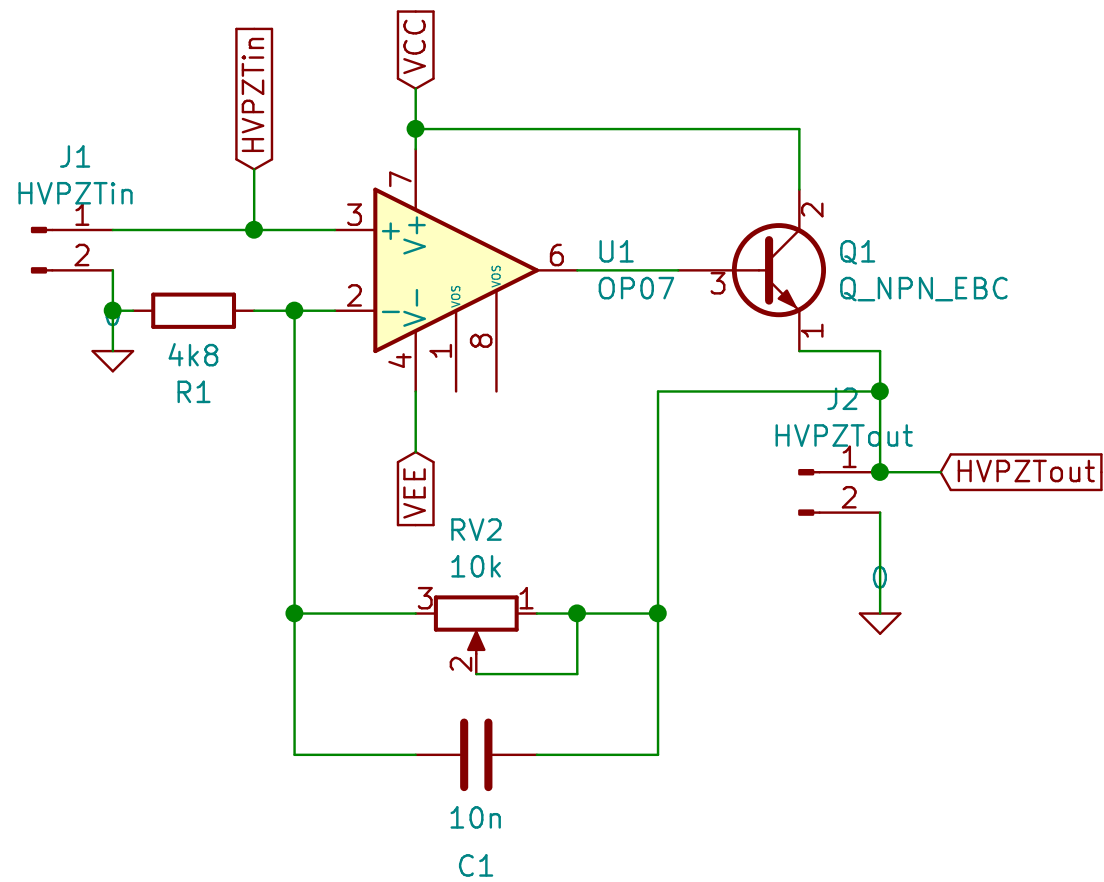 VCC
HVPZTin
J1
HVPZTin
1
2
0
4k8
R1
3
2
+
-
V+
V-
7
4
VOS
VOS
1
8
6
U1
OP07
VEE
3
2
1
Q1
Q_NPN_EBC
J2
HVPZTout
1
2
HVPZTout
0
RV2
10k
3
1
2
10n
C1